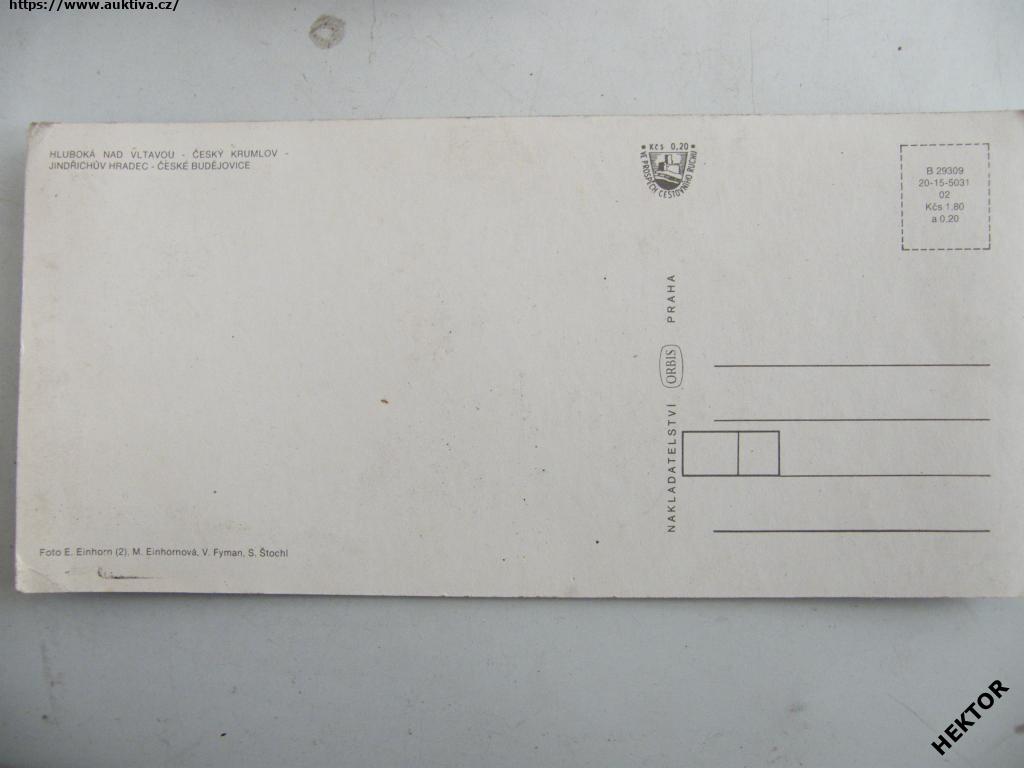 https://www.auktiva.cz/
HLUBOKÁ NAD VLTAVOU - ČESKÝ KRUMLOV -
JINDŘICHŮV HRADEC - ČESKÉ BUDĚJOVICE
Kčs 0,20
VE PROSPĚCH CESTOVNÍHO RUCHU
B 29309
20-15-5031
02
Kčs 1,80
a 0,20
NAKLADATELSTVÍ ORBIS PRAHA
Foto E. Einhorn (2), M. Einhornová, V. Fyman, S. Štochl
HEKTOR